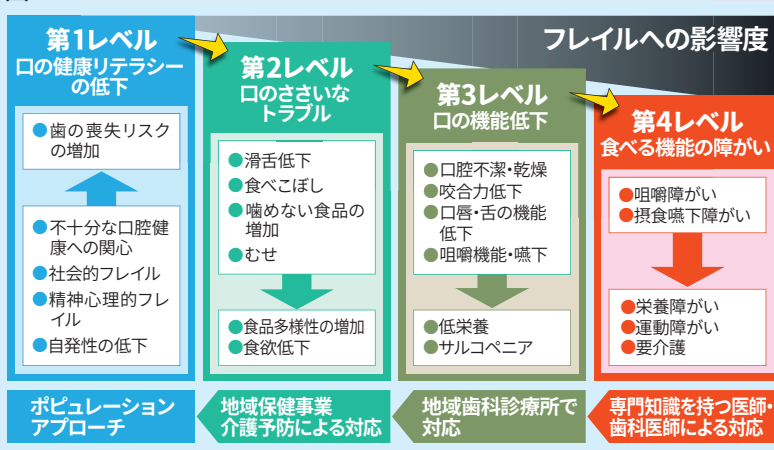 フレイルへの影響度
第1レベル
口の健康リテラシー
の低下
●歯の喪失リスク
の増加
●不十分な口腔健
康への関心
●社会的フレイル
●精神心理的フレ
イル
●自発性の低下
ポピュレーション
アプローチ
第2レベル
口のささいな
トラブル
●滑舌低下
●食べこぼし
●噛めない食品の
増加
●むせ
●食品多様性の増加
●食欲低下
地域保健事業
介護予防による対応
第3レベル
口の機能低下
●口腔不潔・乾燥
●咬合力低下
●口唇・舌の機能
低下
●咀嚼機能・嚥下
●低栄養
●サルコペニア
地域歯科診療所で
対応
第4レベル
食べる機能の障がい
●咀嚼障がい
●摂食嚥下障がい
●栄養障がい
●運動障がい
●要介護
専門知識を持つ医師・
歯科医師による対応